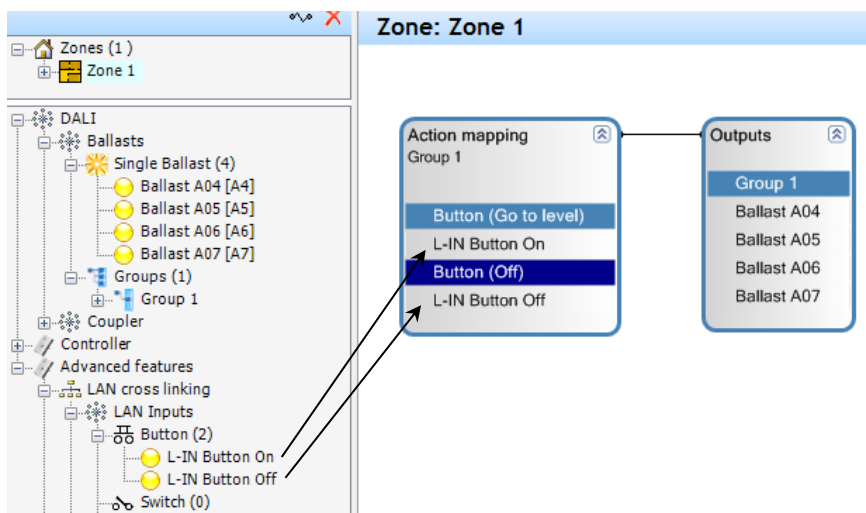 Zones (1 )
Zone 1
DALI
Ballasts
Single Ballast (4)
Ballast A04 [A4]
Ballast A05 [A5]
Ballast A06 [A6]
Ballast A07 [A7]
Groups (1)
Group 1
Coupler
Controller
Advanced features
LAN cross linking
LAN Inputs
Button (2)
L-IN Button On
L-IN Button Off
Switch (0)
Zone: Zone 1
Action mapping
Group 1
Button (Go to level)
L-IN Button On
Button (Off)
L-IN Button Off
Outputs
Group 1
Ballast A04
Ballast A05
Ballast A06
Ballast A07